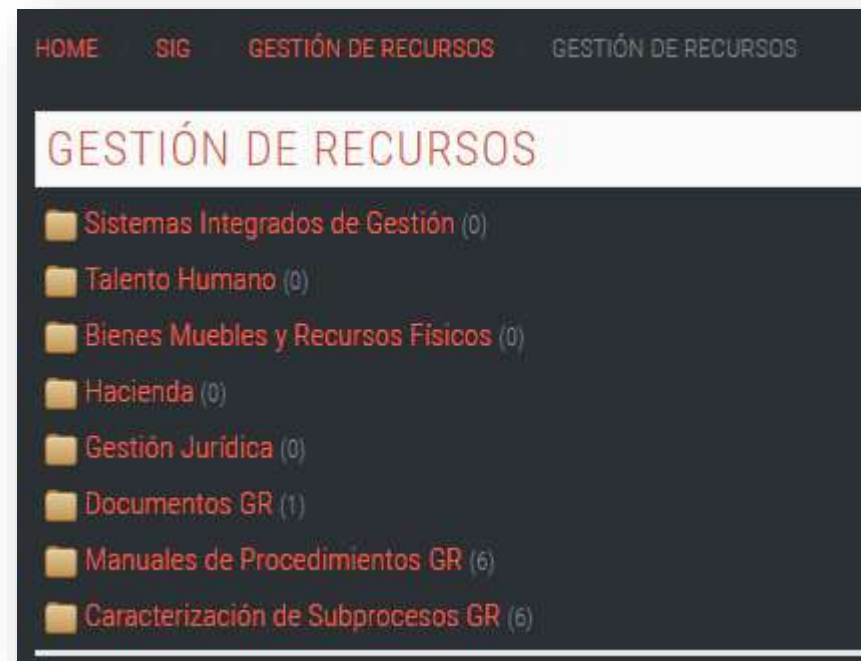 HOME SIG GESTIÓN DE RECURSOS GESTIÓN DE RECURSOS
GESTIÓN DE RECURSOS
Sistemas Integrados de Gestión (0)
Talento Humano (0)
Bienes Muebles y Recursos Físicos (0)
Hacienda (0)
Gestión Jurídica (0)
Documentos GR (1)
Manuales de Procedimientos GR (6)
Caracterización de Subprocesos GR (6)